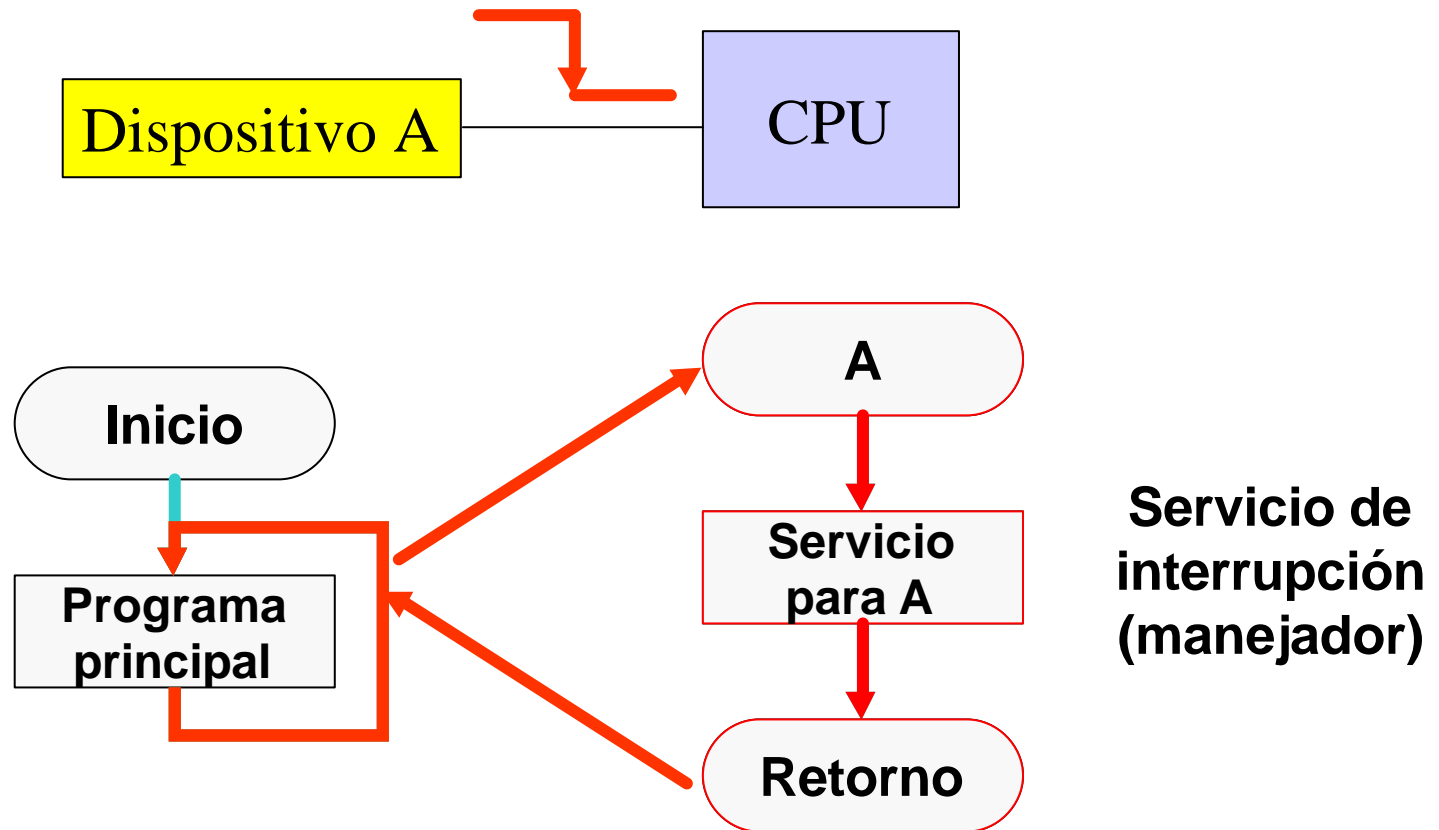 Dispositivo A
CPU
Inicio
Programa
principal
A
Servicio
para A
Retorno
Servicio de
interrupción
(manejador)